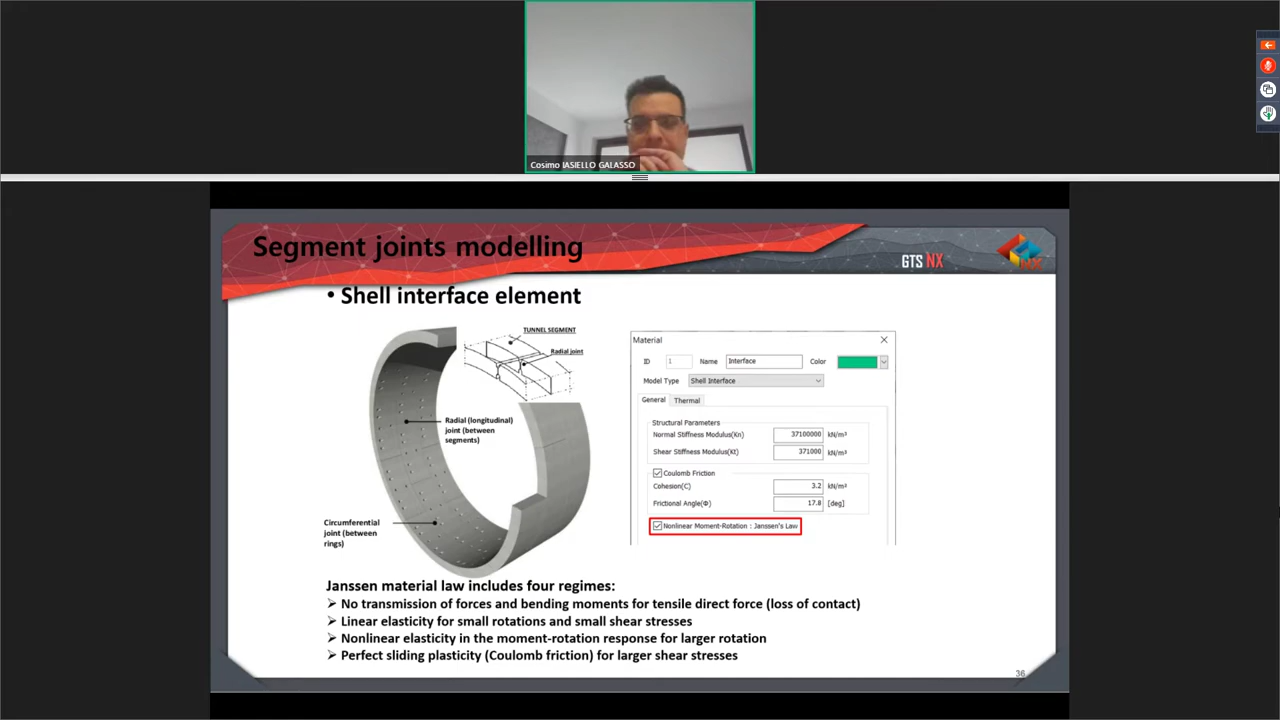 Cosimo IASIELLO GALASSO
Segment joints modelling
GTS NX
NX
• Shell interface element
TUNNEL SEGMENT
Radial joint
Radial (longitudinal)
joint (between
segments)
Circumferential
joint (between
rings)
Material
ID 1 Name Interface Color
Model Type Shell Interface
General Thermal
Structural Parameters
Normal Stiffness Modulus(Kn) 37100000 kN/m³
Shear Stiffness Modulus(Kt) 371000 kN/m³
Coulomb Friction
Cohesion(C) 3.2 kN/m²
Frictional Angle(Φ) 17.8 [deg]
Nonlinear Moment-Rotation : Janssen's Law
Janssen material law includes four regimes:
➢ No transmission of forces and bending moments for tensile direct force (loss of contact)
➢ Linear elasticity for small rotations and small shear stresses
➢ Nonlinear elasticity in the moment-rotation response for larger rotation
➢ Perfect sliding plasticity (Coulomb friction) for larger shear stresses
36